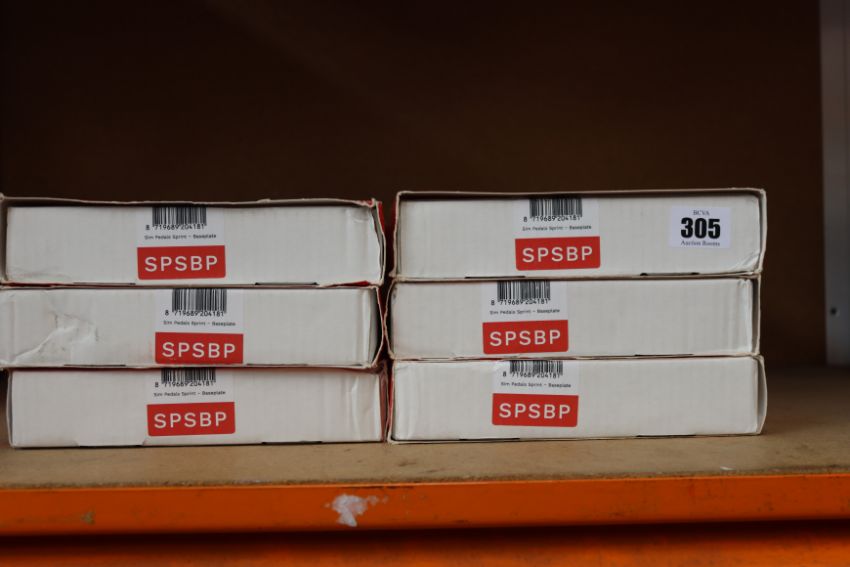 8 719689 204181
Sim Pedals Sprint - Baseplate
SPSBP
8 719689 204181
Sim Pedals Sprint - Baseplate
SPSBP
8 719689 204181
Sim Pedals Sprint - Baseplate
SPSBP
8 719689 204181
Sim Pedals Sprint - Baseplate
SPSBP
BCVA
305
Auction Rooms
8 719689 204181
Sim Pedals Sprint - Baseplate
SPSBP
8 719689 204181
Sim Pedals Sprint - Baseplate
SPSBP